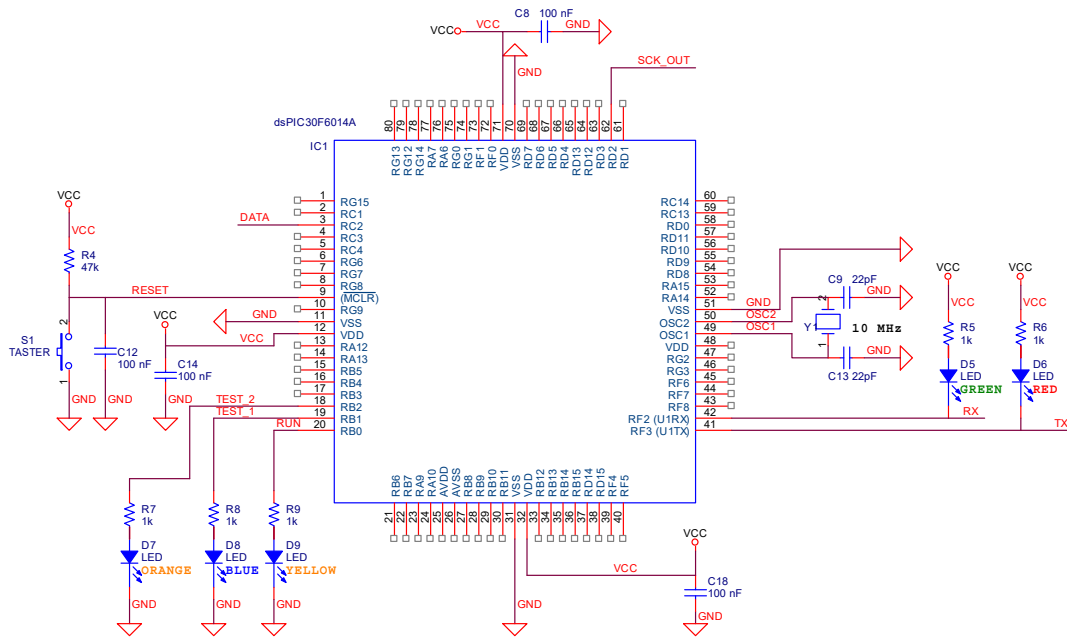 C8 100 nF
VCC
VCC
GND
GND
SCK_OUT
dsPIC30F6014A
IC1
80 79 78 77 76 75 74 73 72 71 70 69 68 67 66 65 64 63 62 61
RG13 RG12 RG14 RA7 RA6 RG0 RG1 RF1 RF0 VDD VSS RD7 RD6 RD5 RD4 RD13 RD12 RD3 RD2 RD1
1 RG15
2 RC1
DATA 3 RC2
4 RC3
5 RC4
6 RG6
7 RG7
8 RG8
RESET 9 (MCLR)
10 RG9
GND 11 VSS
VCC 12 VDD
13 RA12
14 RA13
15 RB5
16 RB4
17 RB3
TEST_2 18 RB2
TEST_1 19 RB1
RUN 20 RB0
RC14 60
RC13 59
RD0 58
RD11 57
RD10 56
RD9 55
RD8 54
RA15 53
RA14 52
VSS 51 GND
OSC2 50 OSC2
OSC1 49 OSC1
VDD 48
RG2 47
RG3 46
RF6 45
RF7 44
RF8 43
RF2 (U1RX) 42 RX
RF3 (U1TX) 41 TX
RB6 RB7 RA9 RA10 AVDD AVSS RB8 RB9 RB10 RB11 VSS VDD RB12 RB13 RB14 RB15 RD14 RD15 RF4 RF5
21 22 23 24 25 26 27 28 29 30 31 32 33 34 35 36 37 38 39 40
VCC
VCC
R4
47k
S1
TASTER
2
1
GND
C12
100 nF
GND
VCC
C14
100 nF
GND
C9 22pF
GND
2
Y1
10 MHz
1
GND
C13 22pF
VCC
VCC
R5
1k
D5
LED
GREEN
VCC
VCC
R6
1k
D6
LED
RED
R7
1k
D7
LED
ORANGE
GND
R8
1k
D8
LED
BLUE
GND
R9
1k
D9
LED
YELLOW
GND
GND
VCC
VCC
C18
100 nF
GND